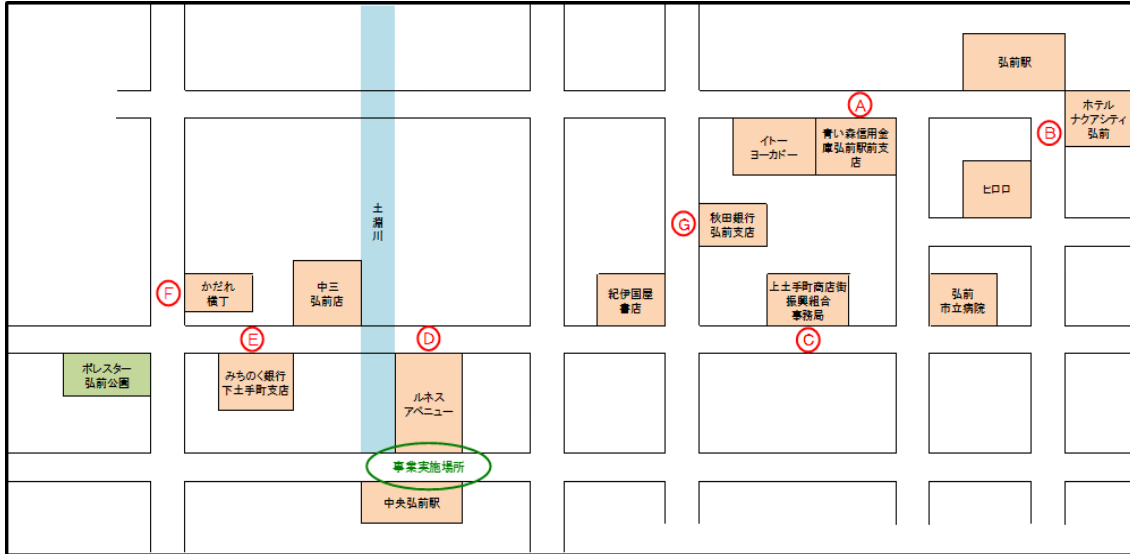 弘前駅
A
ホテル
ナクアシティ
弘前
B
イトー
ヨーカドー
青い森信用金
庫弘前駅前支
店
ヒロロ
土
淵
川
G
秋田銀行
弘前支店
F
かだれ
横丁
中三
弘前店
紀伊国屋
書店
上土手町商店街
振興組合
事務局
弘前
市立病院
E
D
C
ポレスター
弘前公園
みちのく銀行
下土手町支店
ルネス
アベニュー
事業実施場所
中央弘前駅